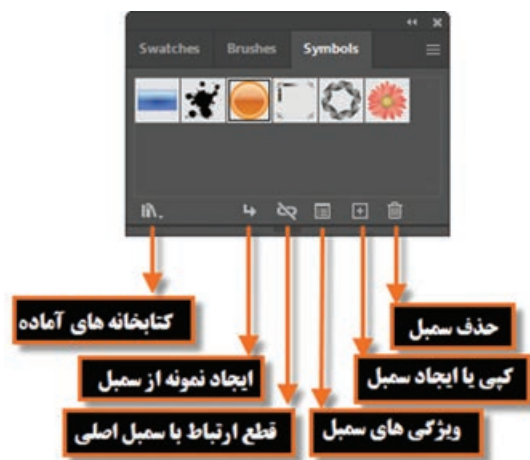 Swatches Brushes Symbols
حذف سمبل
کتابخانه های آماده
کپی یا ایجاد سمبل
ایجاد نمونه از سمبل
ویژگی های سمبل
قطع ارتباط با سمبل اصلی